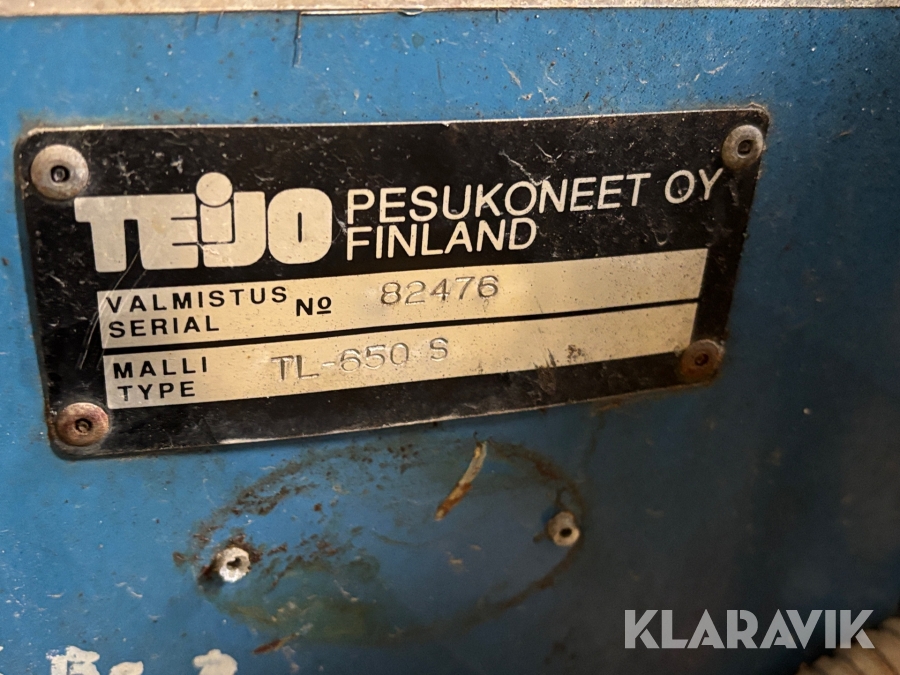 TEIJO PESUKONEET OY
FINLAND
VALMISTUS
SERIAL
No 82476
MALLI
TYPE
TL-650 S
KLARAVIK